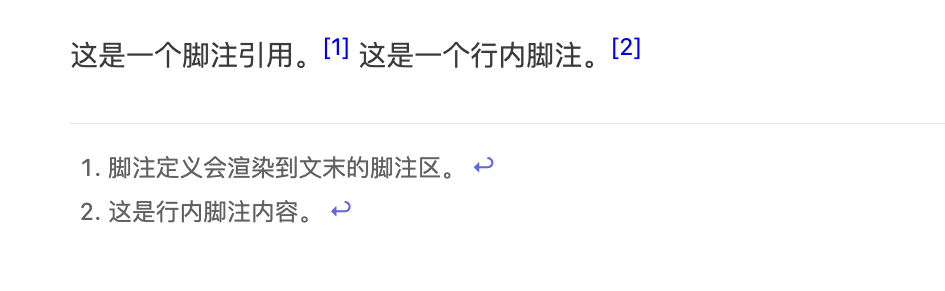 这是一个脚注引用。[1] 这是一个行内脚注。[2]
1. 脚注定义会渲染到文末的脚注区。 ↩
2. 这是行内脚注内容。 ↩